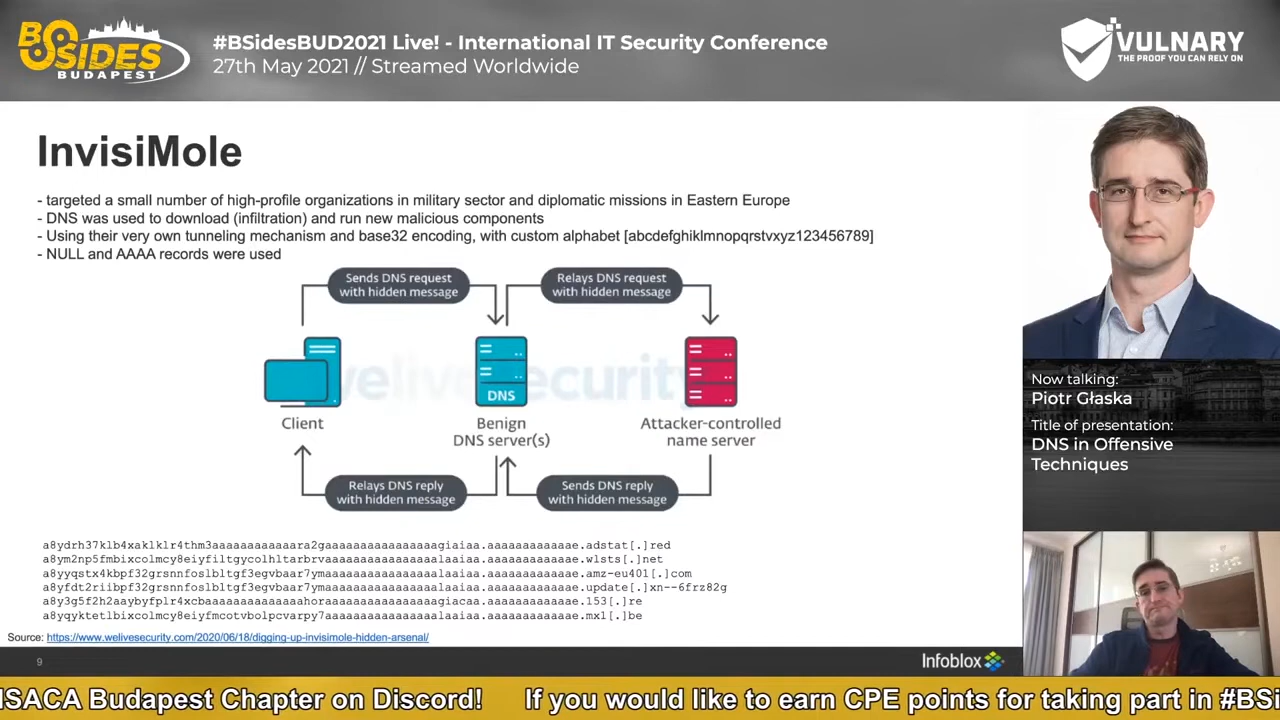 BSIDES
BUDAPEST
#BSidesBUD2021 Live! - International IT Security Conference
27th May 2021 // Streamed Worldwide
VULNARY
THE PROOF YOU CAN RELY ON
InvisiMole
- targeted a small number of high-profile organizations in military sector and diplomatic missions in Eastern Europe
- DNS was used to download (infiltration) and run new malicious components
- Using their very own tunneling mechanism and base32 encoding, with custom alphabet [abcdefghiklmnopqrstvxyz123456789]
- NULL and AAAA records were used
Sends DNS request
with hidden message
Relays DNS request
with hidden message
welivesecurity
DNS
Client
Benign
DNS server(s)
Attacker-controlled
name server
Relays DNS reply
with hidden message
Sends DNS reply
with hidden message
a8ydrh37klb4xaklklr4thm3aaaaaaaaaaaara2gaaaaaaaaaaaaaaagiaiaa.aaaaaaaaaaaae.adstat[.]red
a8ym2np5fmbixcolmcy8eiyfiltgycolhltarbrvaaaaaaaaaaaaaaalaaiaa.aaaaaaaaaaaae.wlsts[.]net
a8yyqstx4kbpf32grsnnfoslbltgf3egvbaar7ymaaaaaaaaaaaaaaalaaiaa.aaaaaaaaaaaae.amz-eu401[.]com
a8yfdt2riibpf32grsnnfoslbltgf3egvbaar7ymaaaaaaaaaaaaaaalaaiaa.aaaaaaaaaaaae.update[.]xn--6frz82g
a8y3g5f2h2aaybyfplr4xcbaaaaaaaaaaaaaahoraaaaaaaaaaaaaaagiacaa.aaaaaaaaaaaae.153[.]re
a8yqyktetlbixcolmcy8eiyfmcotvbolpcvarpy7aaaaaaaaaaaaaaalaaiaa.aaaaaaaaaaaae.mx1[.]be
Source: https://www.welivesecurity.com/2020/06/18/digging-up-invisimole-hidden-arsenal/
9
Infoblox
Now talking:
Piotr Głaska
Title of presentation:
DNS in Offensive
Techniques
ISACA Budapest Chapter on Discord! If you would like to earn CPE points for taking part in #BSi